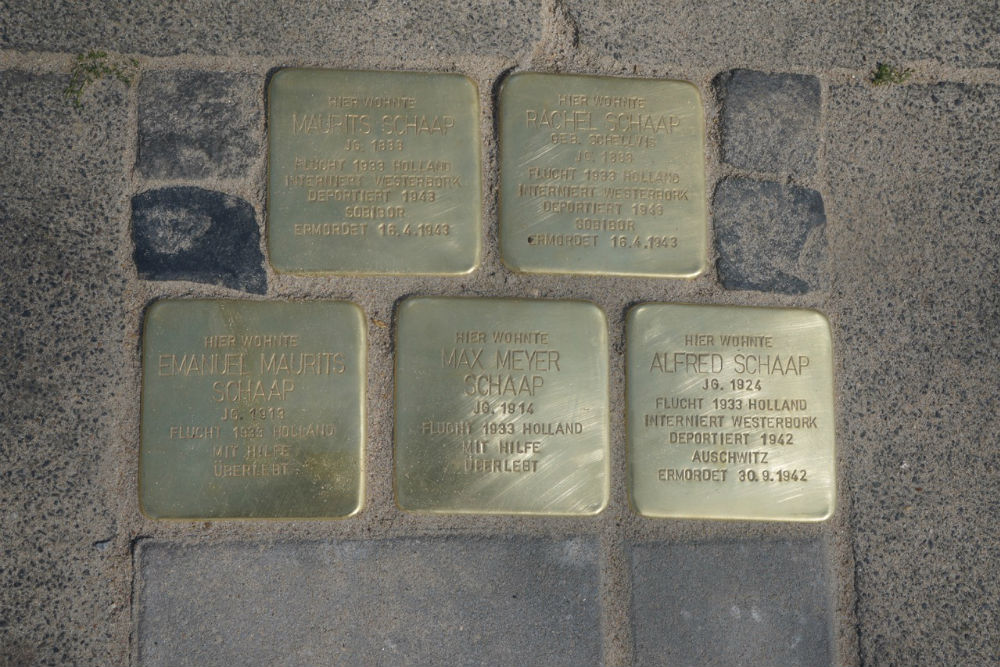 HIER WOHNTE
MAURITS SCHAAP
JG. 1889
FLUCHT 1933 HOLLAND
INTERNIERT WESTERBORK
DEPORTIERT 1943
SOBIBOR
ERMORDET 16.4.1943
HIER WOHNTE
RACHEL SCHAAP
GEB. SCHELLVIS
JG. 1889
FLUCHT 1933 HOLLAND
INTERNIERT WESTERBORK
DEPORTIERT 1943
SOBIBOR
ERMORDET 16.4.1943
HIER WOHNTE
EMANUEL MAURITS
SCHAAP
JG. 1913
FLUCHT 1933 HOLLAND
MIT HILFE
ÜBERLEBT
HIER WOHNTE
MAX MEYER
SCHAAP
JG. 1914
FLUCHT 1933 HOLLAND
MIT HILFE
ÜBERLEBT
HIER WOHNTE
ALFRED SCHAAP
JG. 1924
FLUCHT 1933 HOLLAND
INTERNIERT WESTERBORK
DEPORTIERT 1942
AUSCHWITZ
ERMORDET 30.9.1942